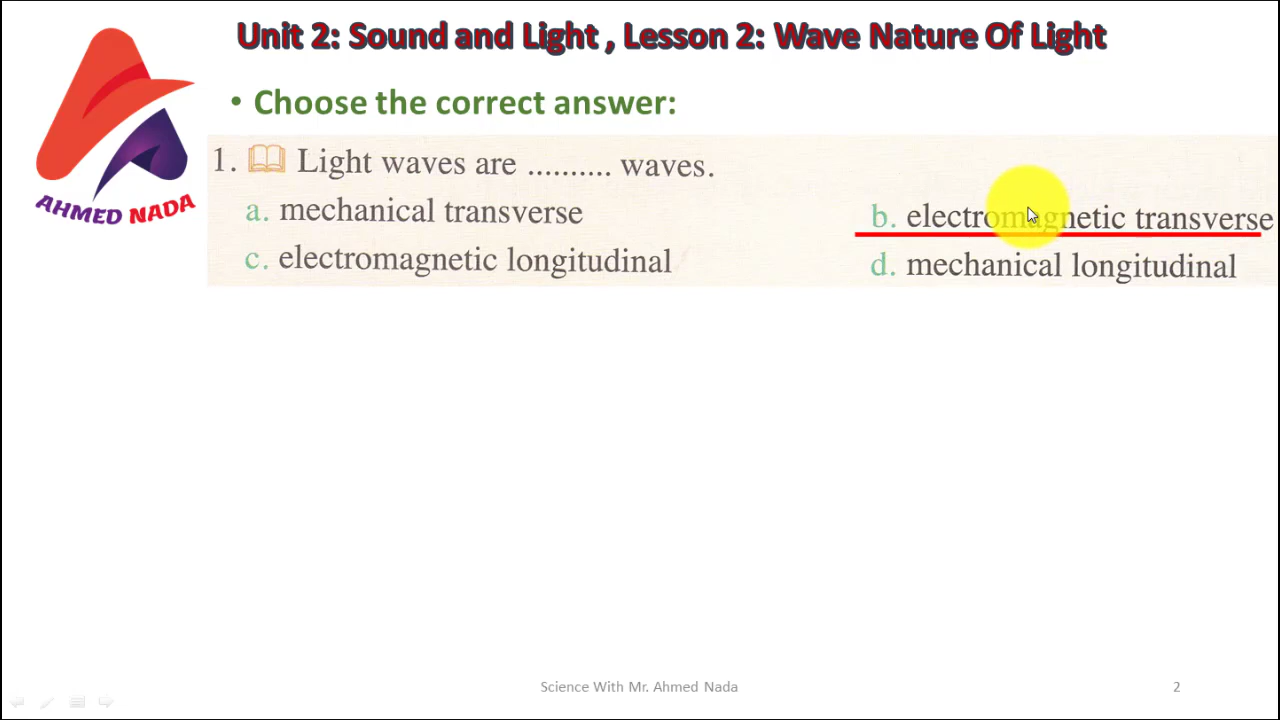 Unit 2: Sound and Light , Lesson 2: Wave Nature Of Light
AHMED NADA
• Choose the correct answer:
1. Light waves are .......... waves.
a. mechanical transverse
b. electromagnetic transverse
c. electromagnetic longitudinal
d. mechanical longitudinal
Science With Mr. Ahmed Nada
2